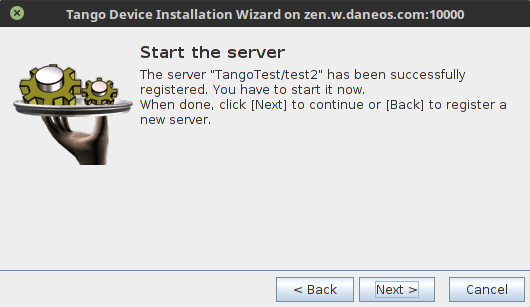 Tango Device Installation Wizard on zen.w.daneos.com:10000
Start the server
The server "TangoTest/test2" has been successfully
registered. You have to start it now.
When done, click [Next] to continue or [Back] to register a
new server.
< Back
Next >
Cancel